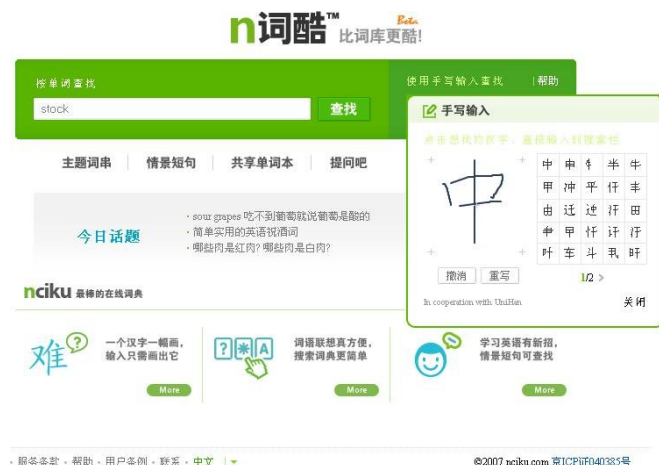 n词酷™ Beta 比词库更酷!
按单词查找
使用手写输入查找 | 帮助
stock
查找
手写输入
主题词串 | 情景短句 | 共享单词本 | 提问吧
中 申 钅 半 牛
甲 冲 平 仟 丰
由 迁 迚 汗 田
甲 忏 讦
叶 车 斗 旰
撤消 重写
1/2 >
In cooperation with UniHan
关闭
今日话题
· sour grapes 吃不到葡萄就说葡萄是酸的
· 简单实用的英语祝酒词
· 哪些肉是红肉? 哪些肉是白肉?
nciku 最棒的在线词典
难?
一个汉字一幅画,
输入只需画出它
More
? * A
词语联想真方便,
搜索词典更简单
More
学习英语有新招,
情景短句可查找
More
· 服务条款 · 帮助 · 用户条例 · 联系 · 中文 |
©2007 nciku.com 京ICP证040385号